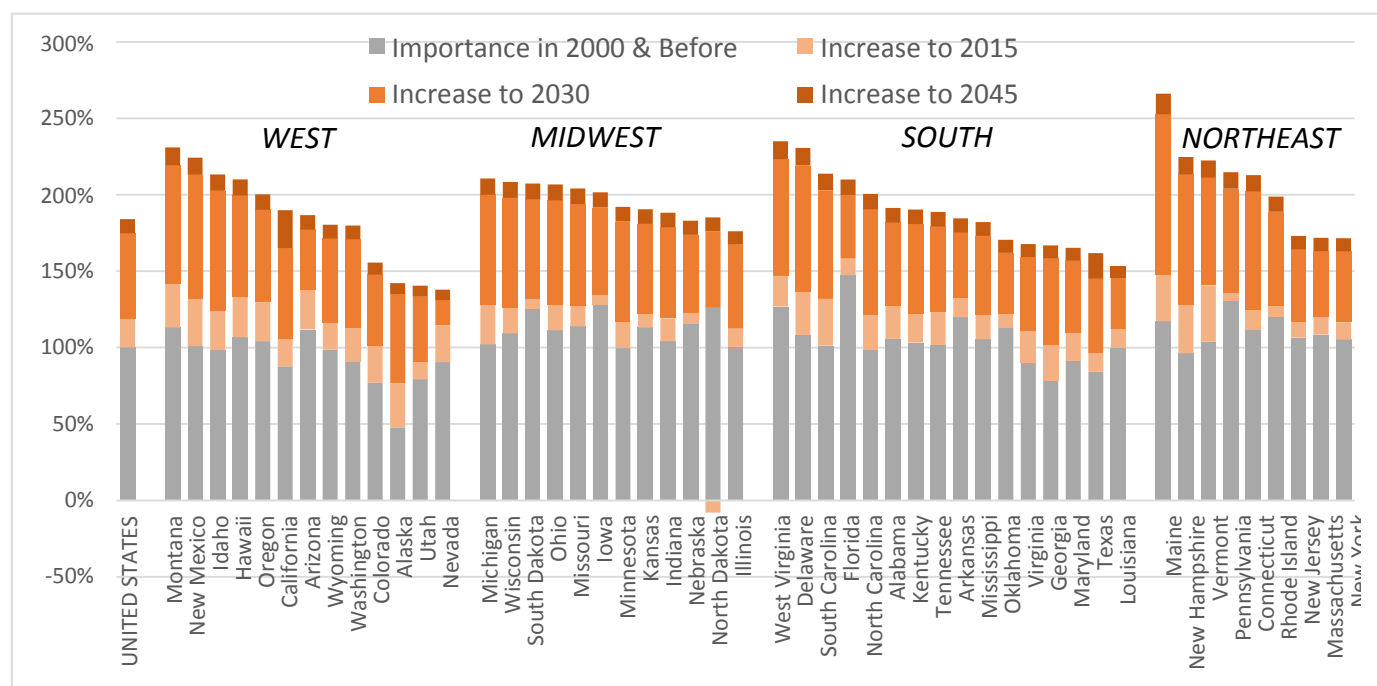 300%
250%
200%
150%
100%
50%
0%
-50%
Importance in 2000 & Before
Increase to 2015
Increase to 2030
Increase to 2045
WEST
MIDWEST
SOUTH
NORTHEAST
UNITED STATES
Montana
New Mexico
Idaho
Hawaii
Oregon
California
Arizona
Wyoming
Washington
Colorado
Alaska
Utah
Nevada
Michigan
Wisconsin
South Dakota
Ohio
Missouri
Iowa
Minnesota
Kansas
Indiana
Nebraska
North Dakota
Illinois
West Virginia
Delaware
South Carolina
Florida
North Carolina
Alabama
Kentucky
Tennessee
Arkansas
Mississippi
Oklahoma
Virginia
Georgia
Maryland
Texas
Louisiana
Maine
New Hampshire
Vermont
Pennsylvania
Connecticut
Rhode Island
New Jersey
Massachusetts
New York